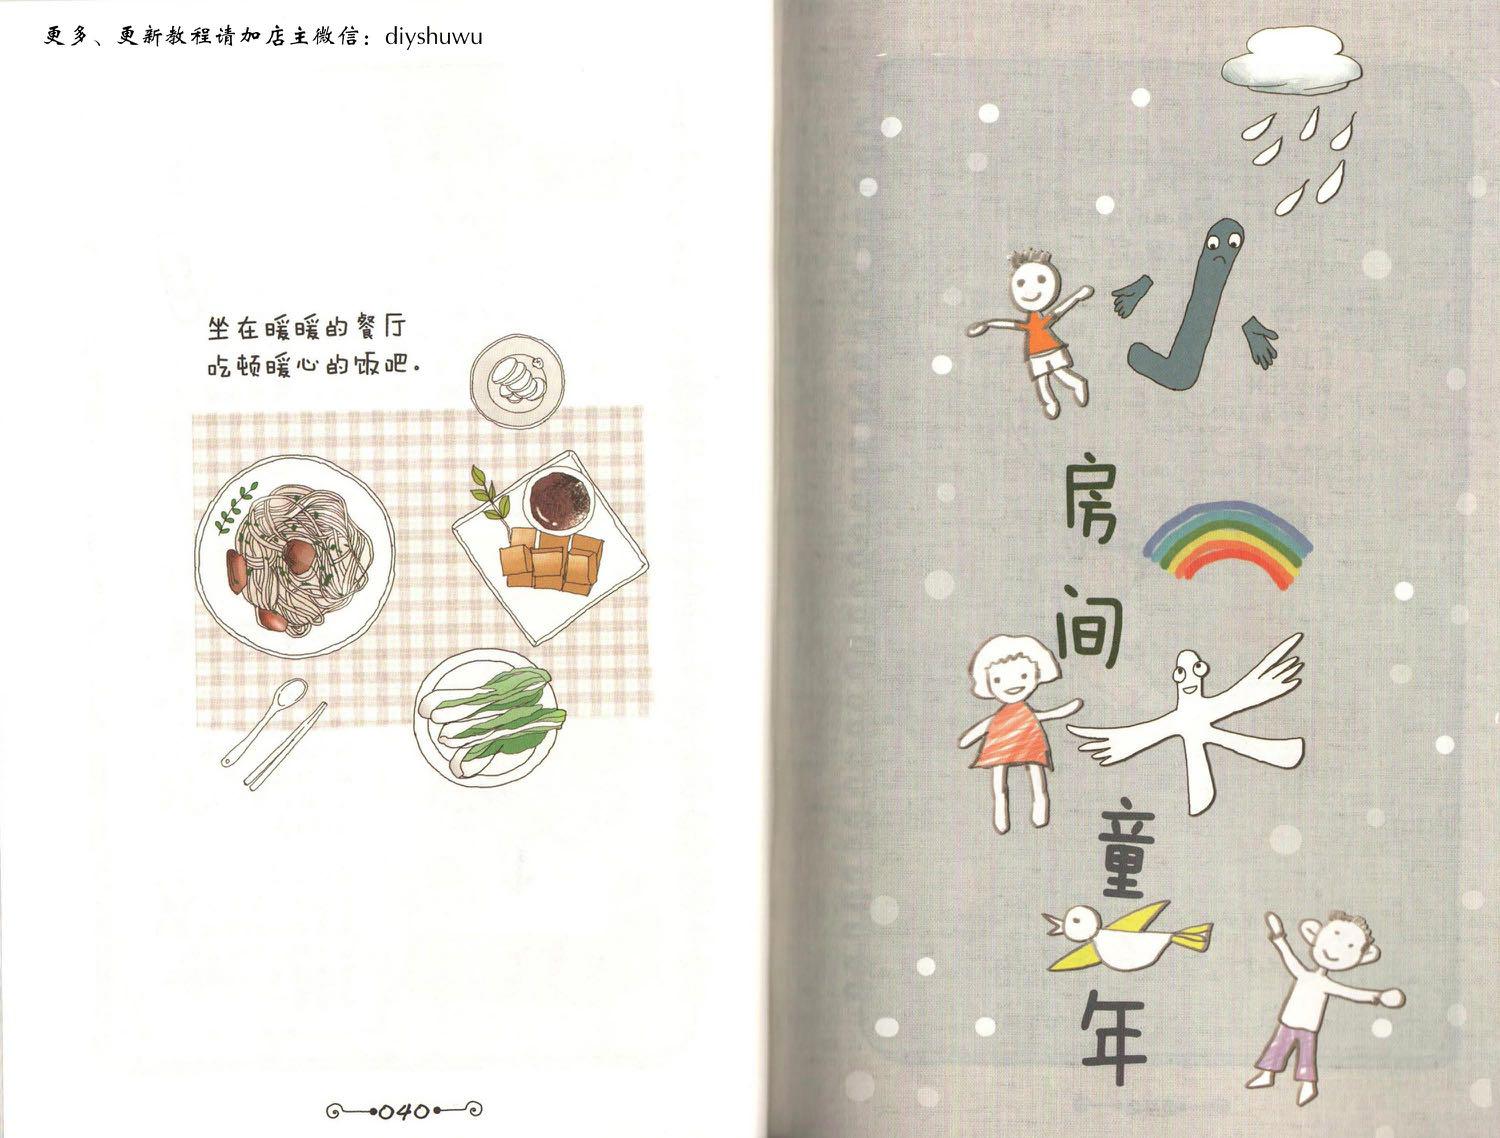 更多、更新教程请加店主微信：diyshuwu
坐在暖暖的餐厅
吃顿暖心的饭吧。
040
小
房
间
大
童
年